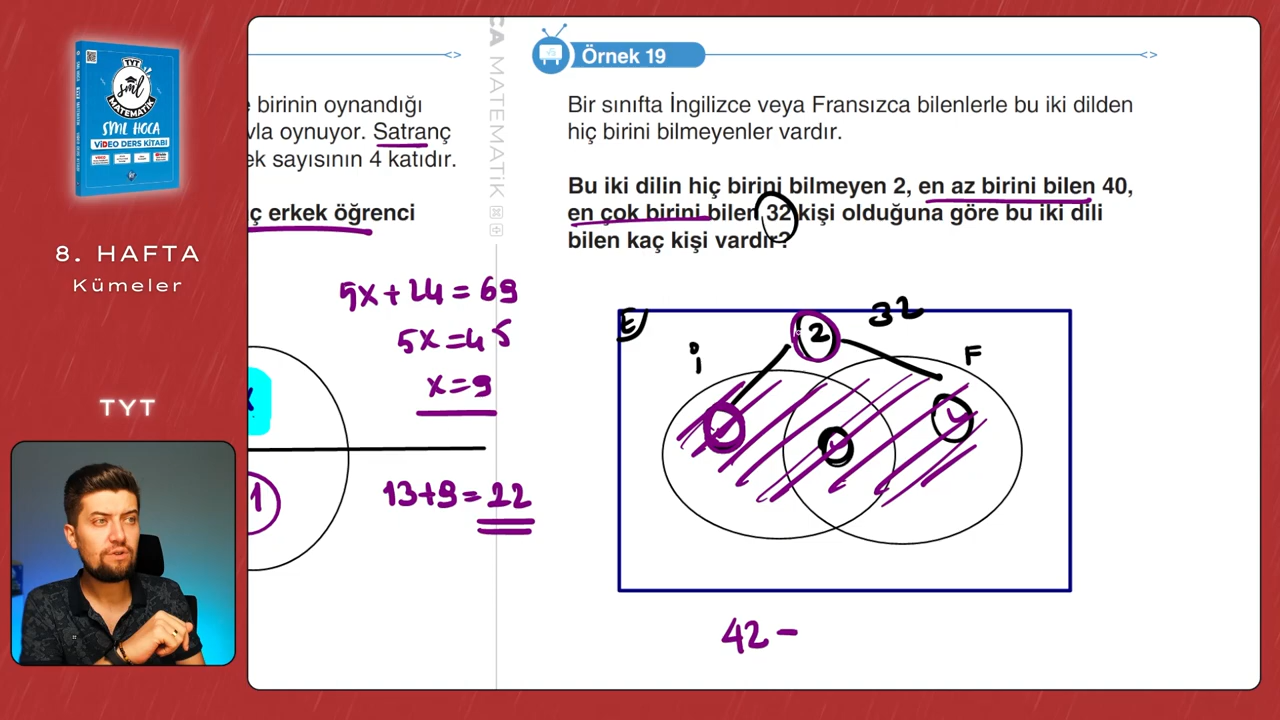 TYT
sml
MATEMATİK
SML HOCA
VİDEO DERS KİTABI
8. HAFTA
Kümeler
TYT
birinin oynandığı
vla oynuyor. Satranç
ek sayısının 4 katıdır.
ç erkek öğrenci
5x+24=69
5x=45
x=9
13+9=22
x
1
CA MATEMATİK
Örnek 19
Bir sınıfta İngilizce veya Fransızca bilenlerle bu iki dilden
hiç birini bilmeyenler vardır.
Bu iki dilin hiç birini bilmeyen 2, en az birini bilen 40,
en çok birini bilen 32 kişi olduğuna göre bu iki dili
bilen kaç kişi vardır?
E
2
32
İ
F
42 -